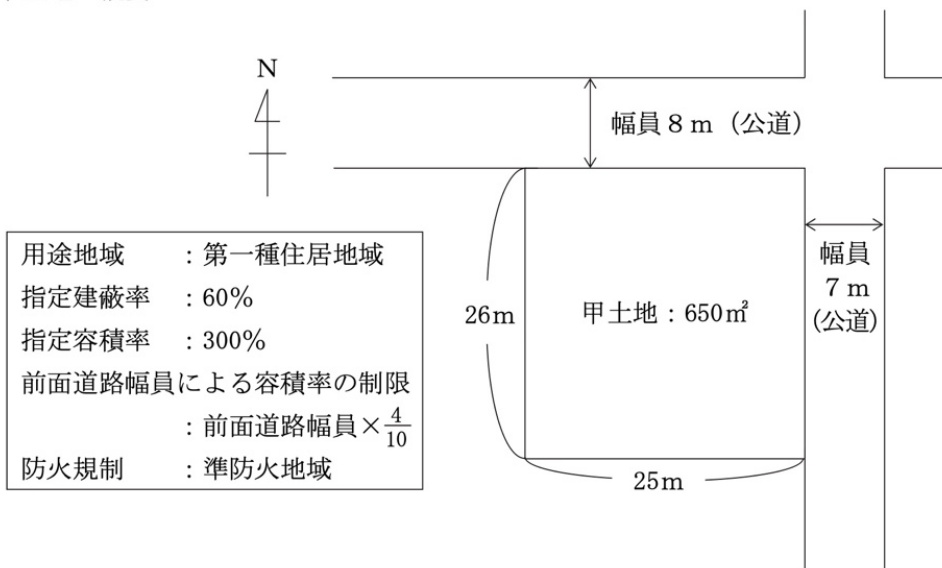 N
幅員8m（公道）
用途地域　　：第一種住居地域
指定建蔽率　：60％
指定容積率　：300％
前面道路幅員による容積率の制限
：前面道路幅員×4/10
防火規制　　：準防火地域
26m
甲土地：650㎡
幅員
7m
(公道)
25m